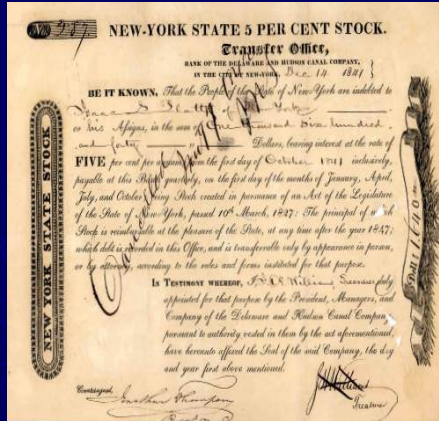 No. 257
NEW-YORK STATE 5 PER CENT STOCK.
Transfer Office,
BANK OF THE DELAWARE AND HUDSON CANAL COMPANY,
IN THE CITY OF NEW-YORK, Dec 14 1841
BE IT KNOWN, That the People of the State of New-York are indebted to
Isaac G. of New York
or his Assigns, in the sum of One thousand Six hundred
and forty Dollars, bearing interest at the rate of
FIVE per cent per annum from the first day of October 1841 inclusively,
payable at this Bank quarterly, on the first day of the months of January, April,
July, and October being Stock created in pursuance of an Act of the Legislature
of the State of New York, passed 10th March, 1827; The principal of which
Stock is reimbursable at the pleasure of the State, at any time after the year 1847;
which debt is recorded in this Office, and is transferrable only by appearance in person,
or by attorney, according to the rules and forms instituted for that purpose.
IN TESTIMONY WHEREOF, Williams, Treasurer duly
appointed for that purpose by the President, Managers, and
Company of the Delaware and Hudson Canal Company
pursuant to authority vested in them by the act aforementioned,
have hereunto affixed the Seal of the said Company, the day
and year first above mentioned.
Countersigned,
Jonathan Thompson
Williams
Treasurer
NEW YORK STATE STOCK
1640
Cancelled